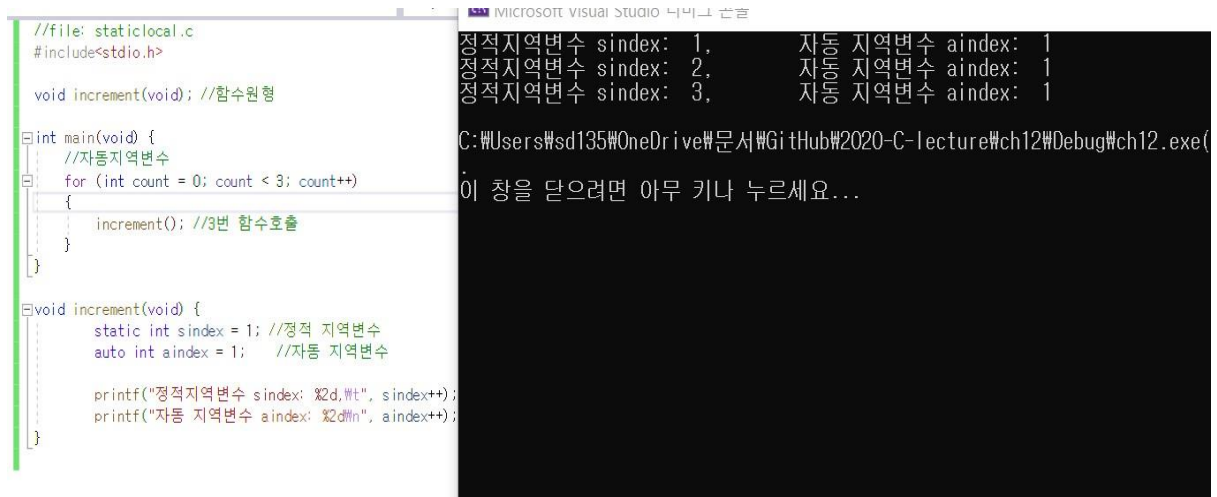 //file: staticlocal.c
#include<stdio.h>
void increment(void); //함수원형
int main(void) {
//자동지역변수
for (int count = 0; count < 3; count++)
{
increment(); //3번 함수호출
}
}
void increment(void) {
static int sindex = 1; //정적 지역변수
auto int aindex = 1; //자동 지역변수
printf("정적지역변수 sindex: %2d,₩t", sindex++);
printf("자동 지역변수 aindex: %2d₩n", aindex++);
}
Microsoft Visual Studio 디버그 콘솔
정적지역변수 sindex: 1, 자동 지역변수 aindex: 1
정적지역변수 sindex: 2, 자동 지역변수 aindex: 1
정적지역변수 sindex: 3, 자동 지역변수 aindex: 1
C:₩Users₩sd135₩OneDrive₩문서₩GitHub₩2020-C-lecture₩ch12₩Debug₩ch12.exe(
.
이 창을 닫으려면 아무 키나 누르세요...